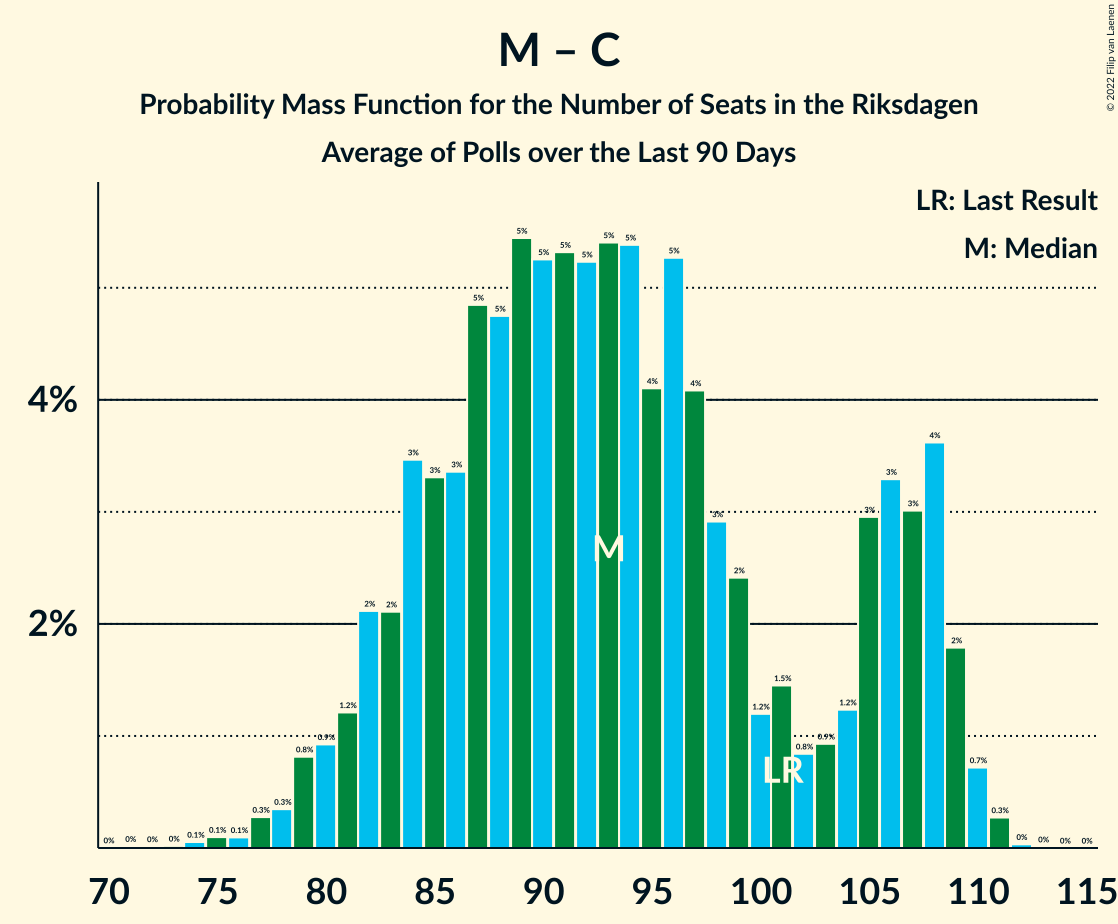 M – C
Probability Mass Function for the Number of Seats in the Riksdagen
Average of Polls over the Last 90 Days
© 2022 Filip van Laenen
LR: Last Result
M: Median
4%
2%
0% 0% 0% 0% 0.1% 0.1% 0.1% 0.3% 0.3% 0.8% 0.9% 1.2% 2% 2% 3% 3% 3% 5% 5% 5% 5% 5% 5% 5% 5% 4% 5% 4% 3% 2% 1.2% 1.5% 0.8% 0.9% 1.2% 3% 3% 3% 4% 2% 0.7% 0.3% 0% 0% 0% 0%
M
LR
70 75 80 85 90 95 100 105 110 115